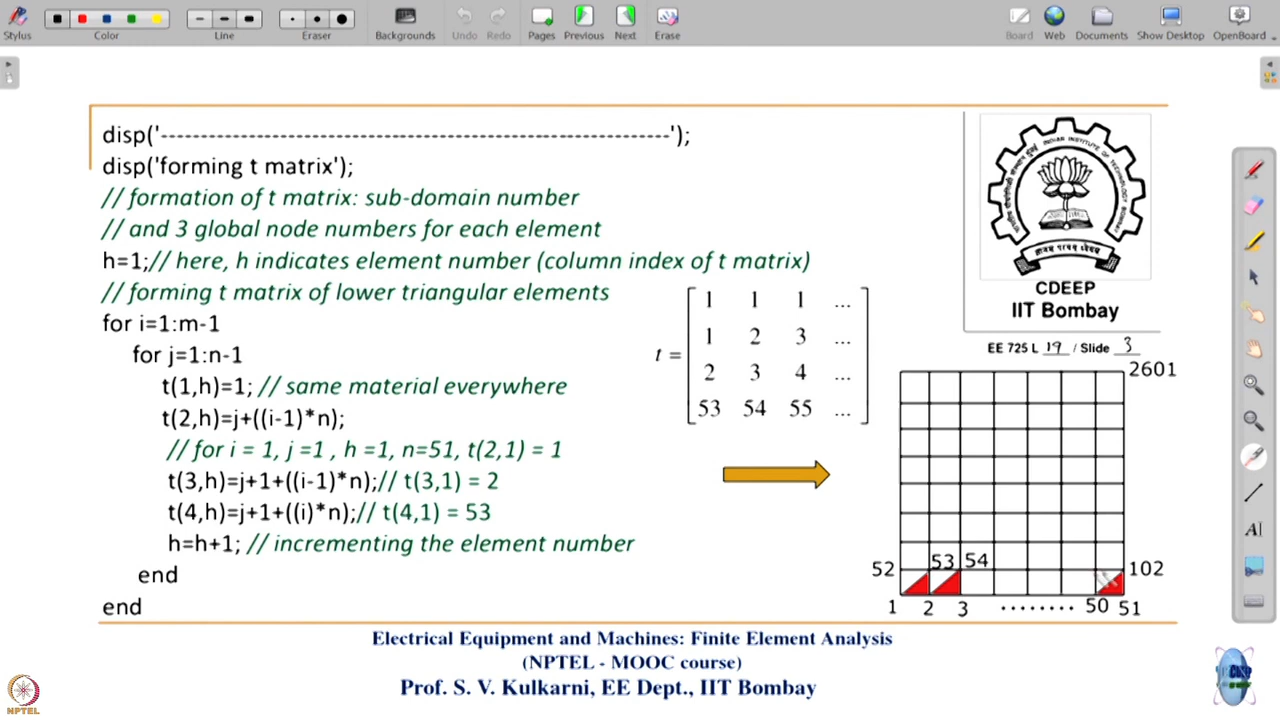 Stylus Color Line Eraser Backgrounds Undo Redo Pages Previous Next Erase Board Web Documents Show Desktop OpenBoard
disp('-----------------------------------------------------------------');
disp('forming t matrix');
// formation of t matrix: sub-domain number
// and 3 global node numbers for each element
h=1;// here, h indicates element number (column index of t matrix)
// forming t matrix of lower triangular elements
for i=1:m-1
for j=1:n-1
t(1,h)=1; // same material everywhere
t(2,h)=j+((i-1)*n);
// for i = 1, j =1 , h =1, n=51, t(2,1) = 1
t(3,h)=j+1+((i-1)*n);// t(3,1) = 2
t(4,h)=j+1+((i)*n);// t(4,1) = 53
h=h+1; // incrementing the element number
end
end
t =
1 1 1 ...
1 2 3 ...
2 3 4 ...
53 54 55 ...
CDEEP
IIT Bombay
EE 725 L 19 / Slide 3
2601
52 53 54 102
1 2 3 ........ 50 51
Electrical Equipment and Machines: Finite Element Analysis
(NPTEL - MOOC course)
Prof. S. V. Kulkarni, EE Dept., IIT Bombay
NPTEL